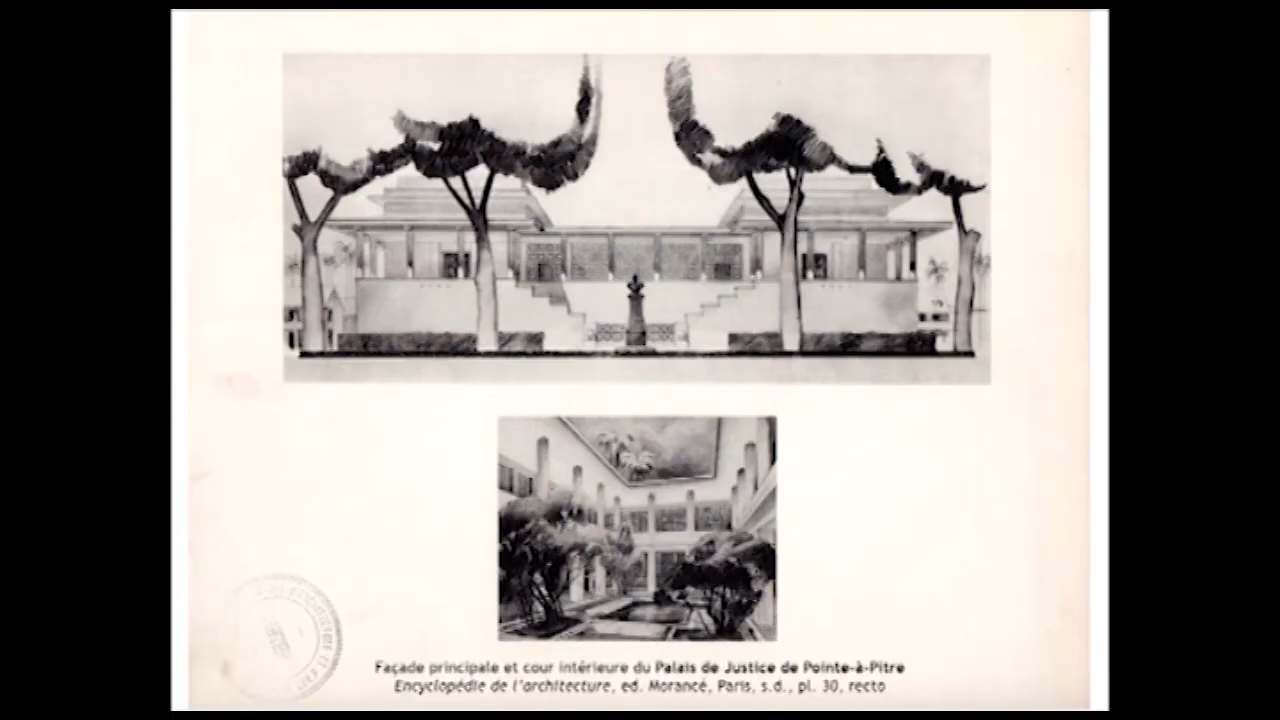 Façade principale et cour intérieure du Palais de Justice de Pointe-à-Pitre
Encyclopédie de l'architecture, ed. Morancé, Paris, s.d., pl. 30, recto